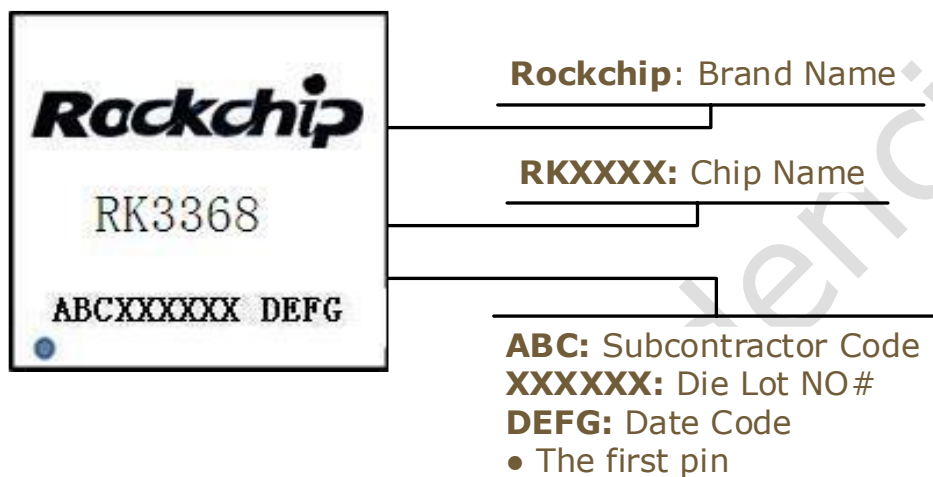 Rockchip
RK3368
ABCXXXXXX DEFG
Rockchip: Brand Name
RKXXXX: Chip Name
ABC: Subcontractor Code
XXXXXX: Die Lot NO#
DEFG: Date Code
● The first pin